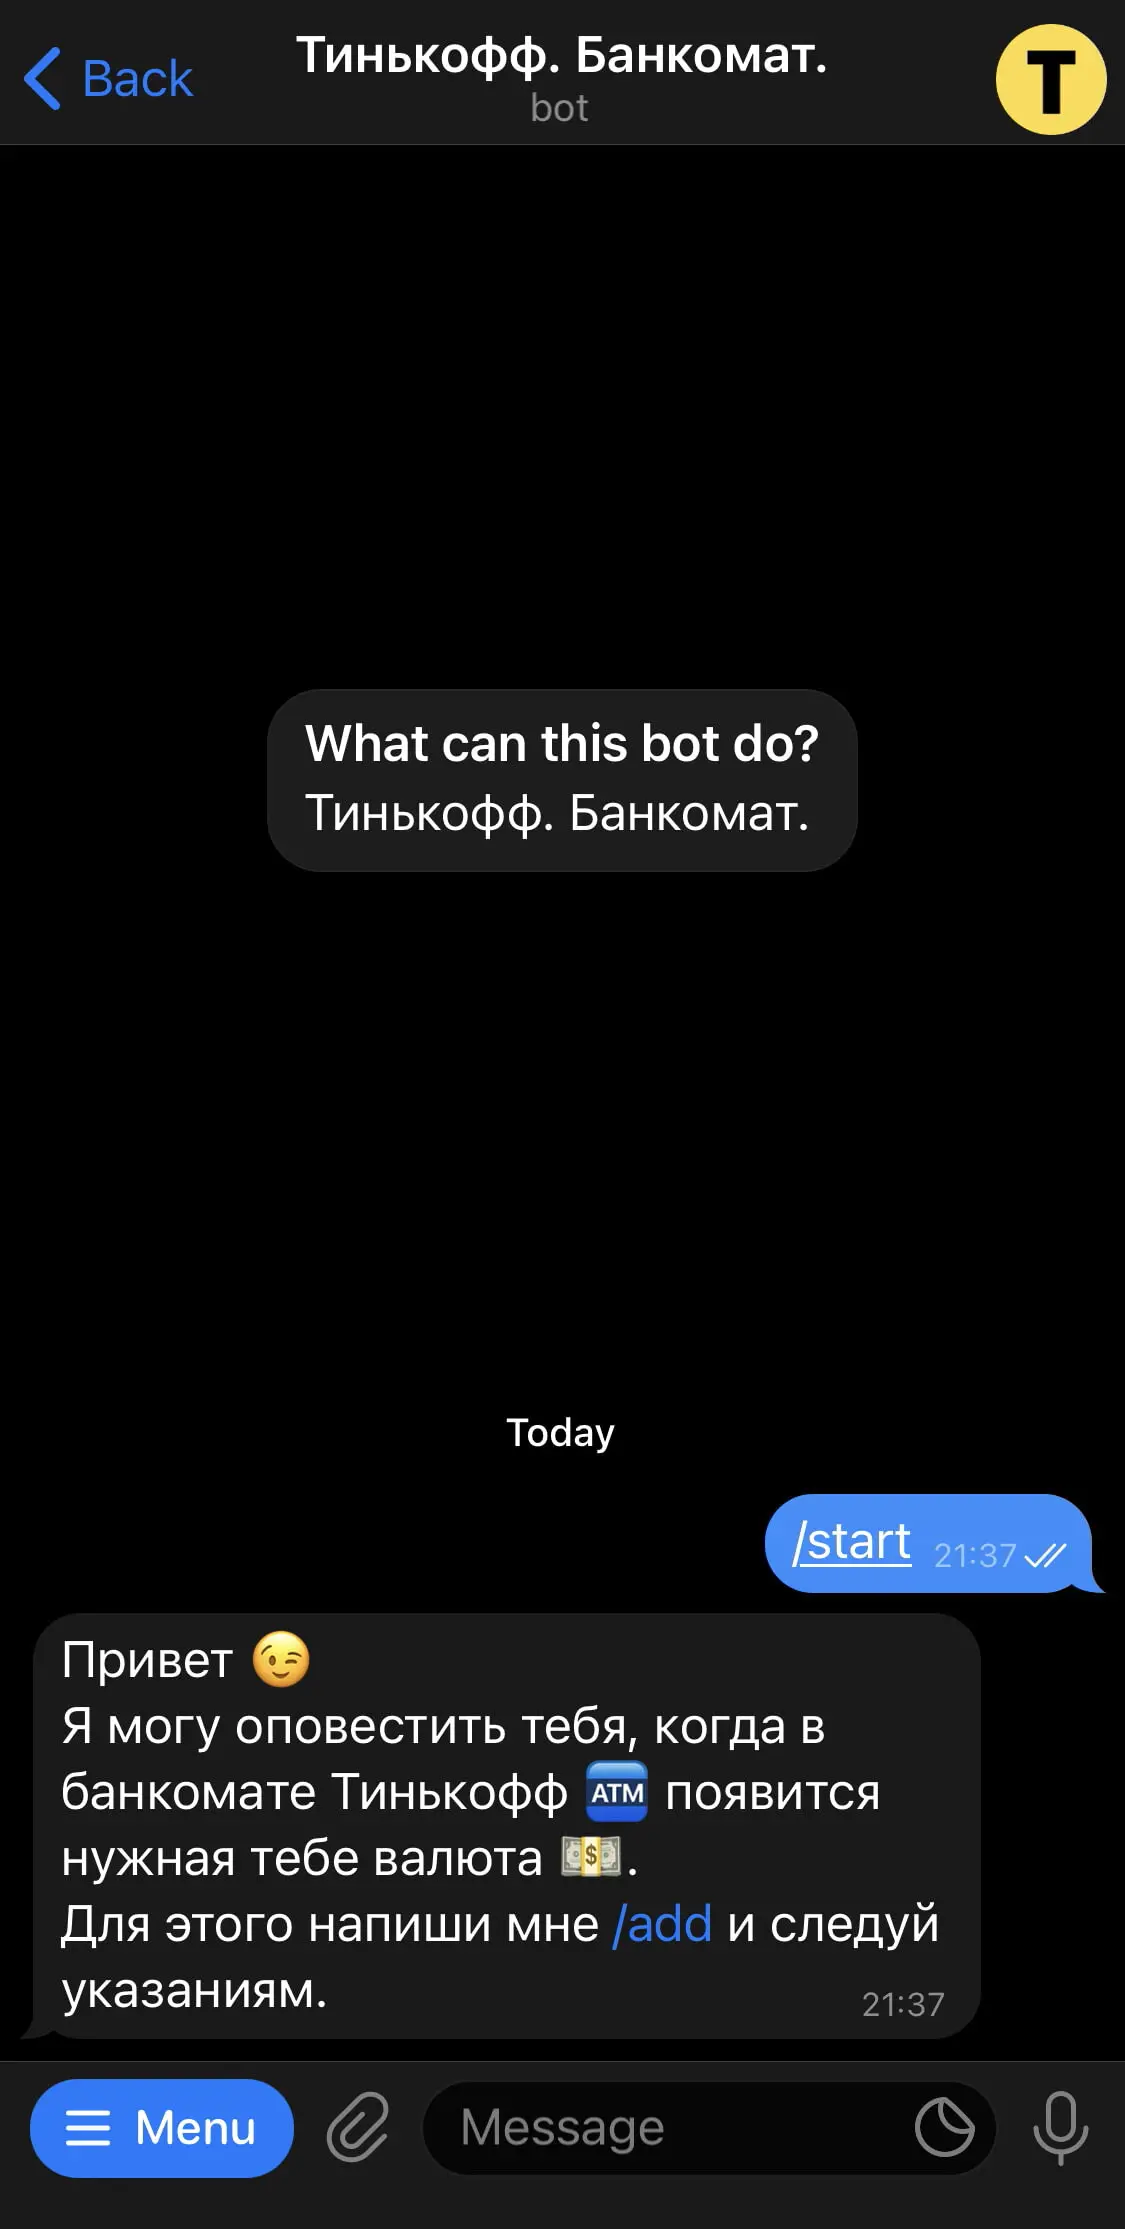 Back
Тинькофф. Банкомат.
bot
T
What can this bot do?
Тинькофф. Банкомат.
Today
/start 21:37
Привет 😉
Я могу оповестить тебя, когда в
банкомате Тинькофф 🏧 появится
нужная тебе валюта 💵.
Для этого напиши мне /add и следуй
указаниям.
21:37
Menu
Message